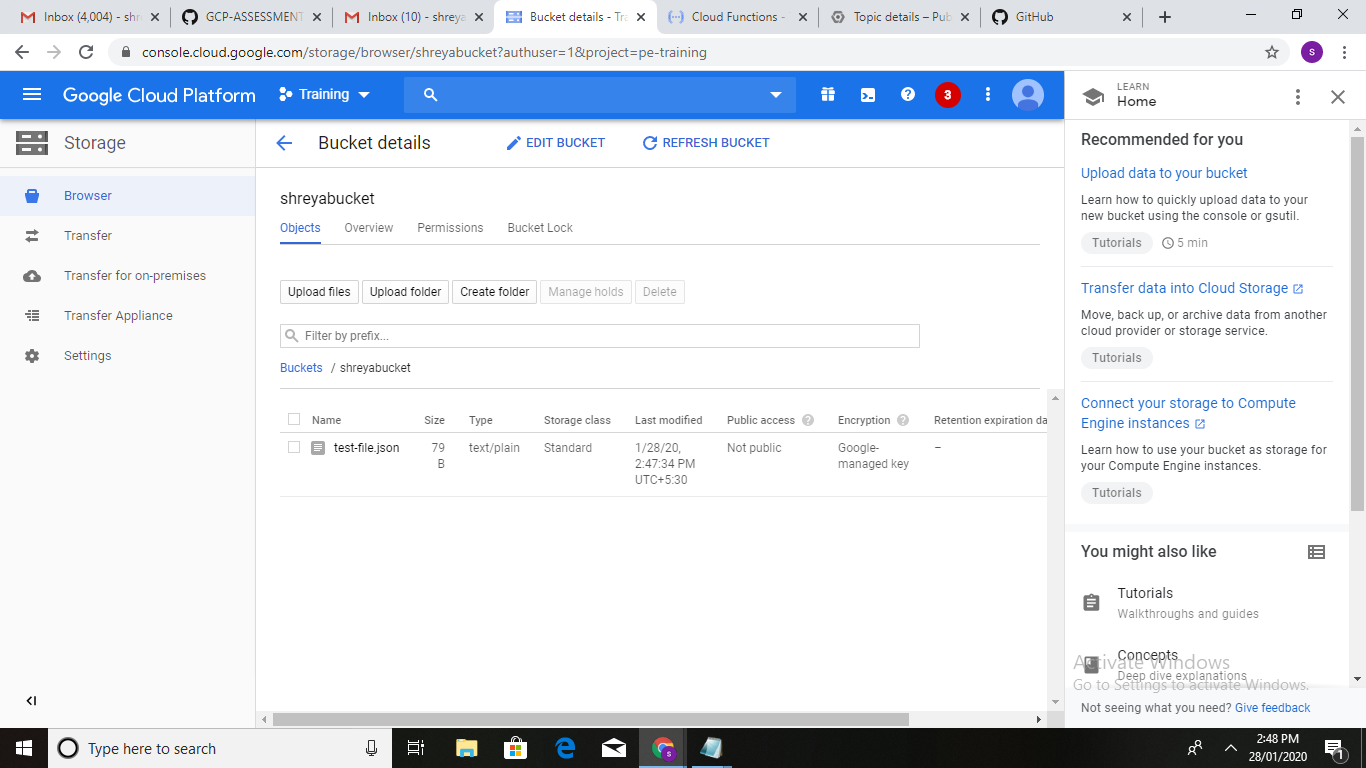 Inbox (4,004) - shr
GCP-ASSESSMENT
Inbox (10) - shreya
Bucket details - Tra
Cloud Functions -
Topic details – Pub
GitHub
console.cloud.google.com/storage/browser/shreyabucket?authuser=1&project=pe-training
s
Google Cloud Platform
Training
3
LEARN
Home
Storage
Bucket details
EDIT BUCKET
REFRESH BUCKET
Browser
Transfer
Transfer for on-premises
Transfer Appliance
Settings
shreyabucket
Objects
Overview
Permissions
Bucket Lock
Upload files
Upload folder
Create folder
Manage holds
Delete
Filter by prefix...
Buckets / shreyabucket
Name Size Type Storage class Last modified Public access Encryption Retention expiration da
test-file.json 79 B text/plain Standard 1/28/20, 2:47:34 PM UTC+5:30 Not public Google-managed key –
Recommended for you
Upload data to your bucket
Learn how to quickly upload data to your
new bucket using the console or gsutil.
Tutorials 5 min
Transfer data into Cloud Storage
Move, back up, or archive data from another
cloud provider or storage service.
Tutorials
Connect your storage to Compute
Engine instances
Learn how to use your bucket as storage for
your Compute Engine instances.
Tutorials
You might also like
Tutorials
Walkthroughs and guides
Concepts
Deep dive explanations
Activate Windows
Go to Settings to activate Windows.
Not seeing what you need? Give feedback
Type here to search
2:48 PM
28/01/2020
1